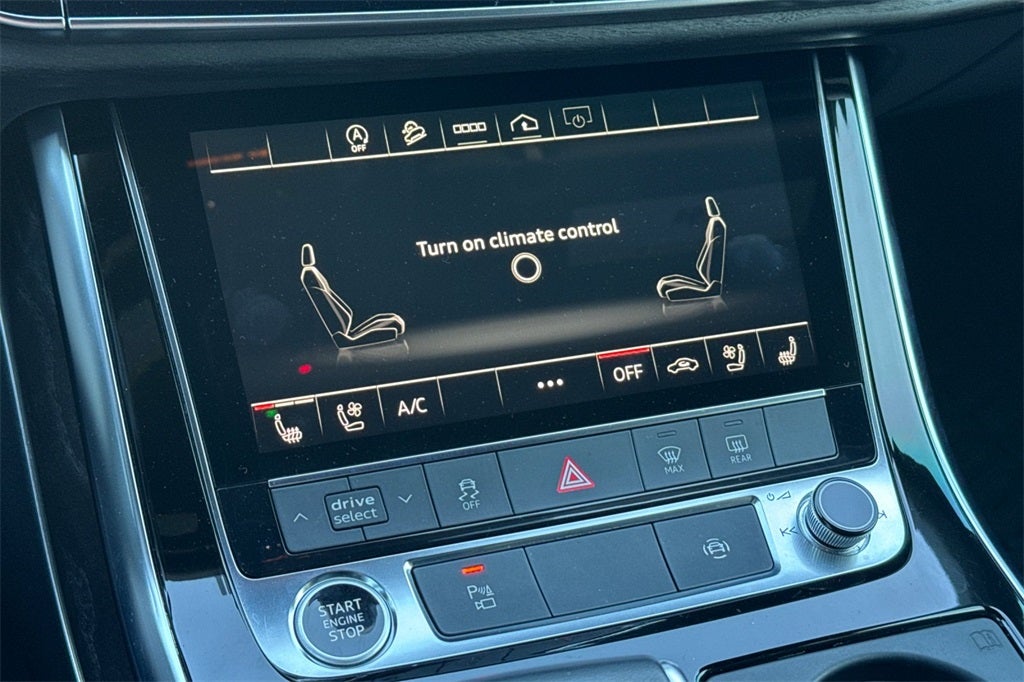 A
OFF
Turn on climate control
A/C
•••
OFF
drive
select
OFF
MAX
REAR
START
ENGINE
STOP
P